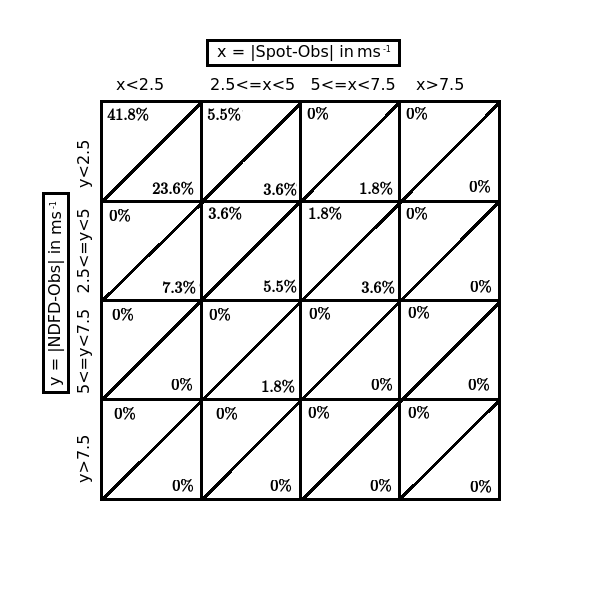 x = |Spot-Obs| in ms⁻¹
x<2.5 2.5<=x<5 5<=x<7.5 x>7.5
y = |NDFD-Obs| in ms⁻¹
y<2.5
41.8% 5.5% 0% 0%
23.6% 3.6% 1.8% 0%
2.5<=y<5
0% 3.6% 1.8% 0%
7.3% 5.5% 3.6% 0%
5<=y<7.5
0% 0% 0% 0%
0% 1.8% 0% 0%
y>7.5
0% 0% 0% 0%
0% 0% 0% 0%